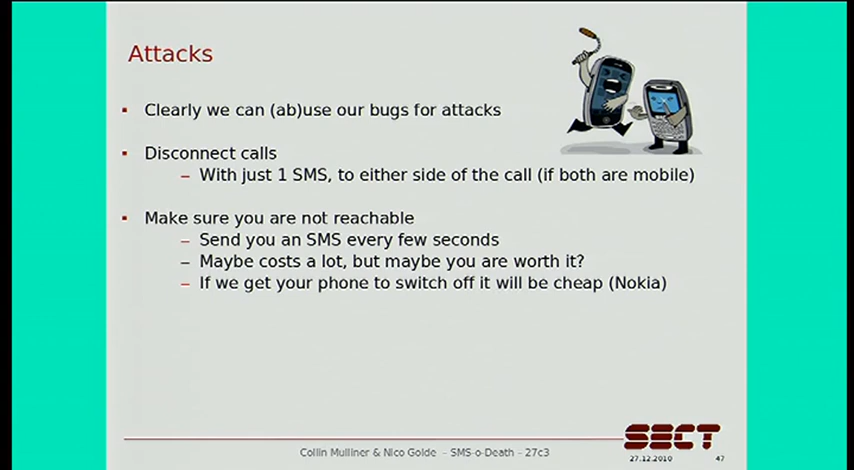 Attacks
Clearly we can (ab)use our bugs for attacks
Disconnect calls
– With just 1 SMS, to either side of the call (if both are mobile)
Make sure you are not reachable
– Send you an SMS every few seconds
– Maybe costs a lot, but maybe you are worth it?
– If we get your phone to switch off it will be cheap (Nokia)
SECT
Collin Mulliner & Nico Golde – SMS-o-Death – 27c3
27.12.2010 47